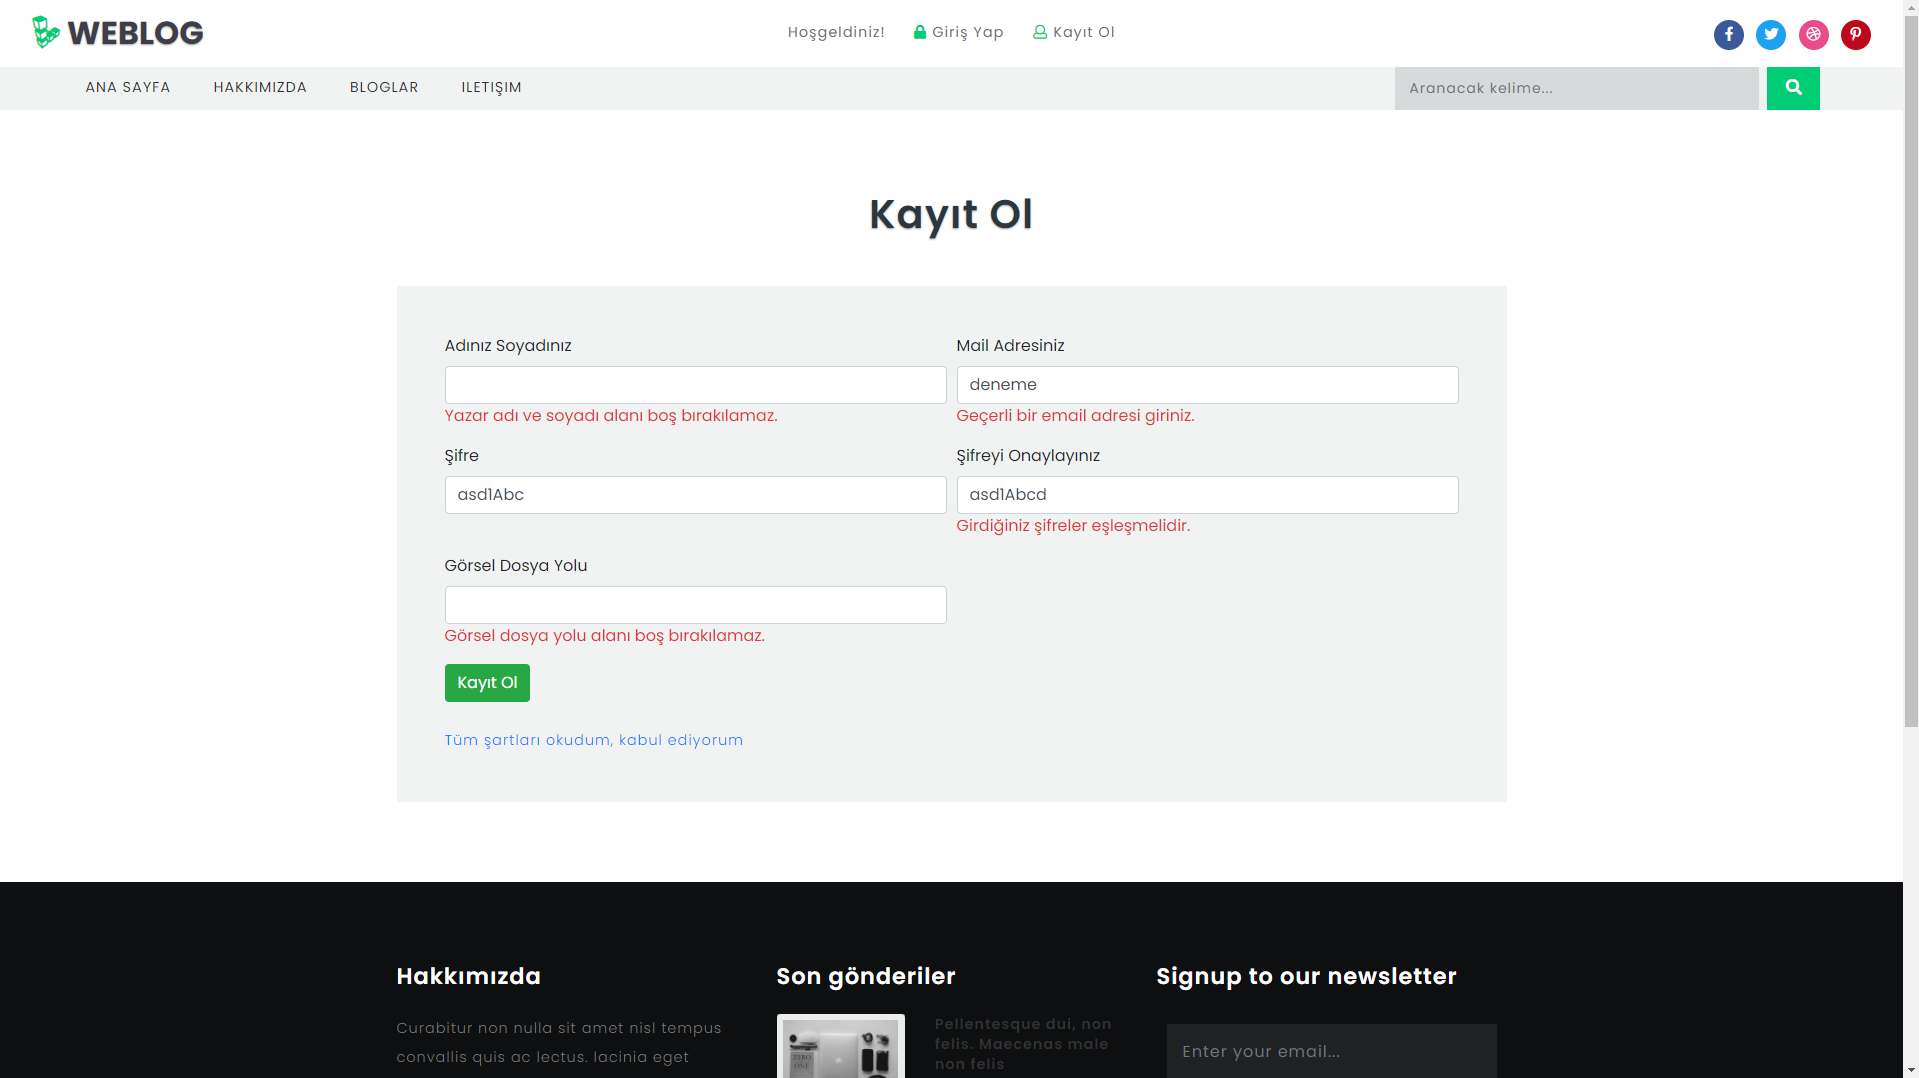 WEBLOG
Hoşgeldiniz!
Giriş Yap
Kayıt Ol
ANA SAYFA
HAKKIMIZDA
BLOGLAR
ILETIŞIM
Aranacak kelime...
Kayıt Ol
Adınız Soyadınız
Mail Adresiniz
deneme
Yazar adı ve soyadı alanı boş bırakılamaz.
Geçerli bir email adresi giriniz.
Şifre
Şifreyi Onaylayınız
asd1Abc
asd1Abcd
Girdiğiniz şifreler eşleşmelidir.
Görsel Dosya Yolu
Görsel dosya yolu alanı boş bırakılamaz.
Kayıt Ol
Tüm şartları okudum, kabul ediyorum
Hakkımızda
Curabitur non nulla sit amet nisl tempus
convallis quis ac lectus. lacinia eget
Son gönderiler
Pellentesque dui, non
felis. Maecenas male
non felis
Signup to our newsletter
Enter your email...